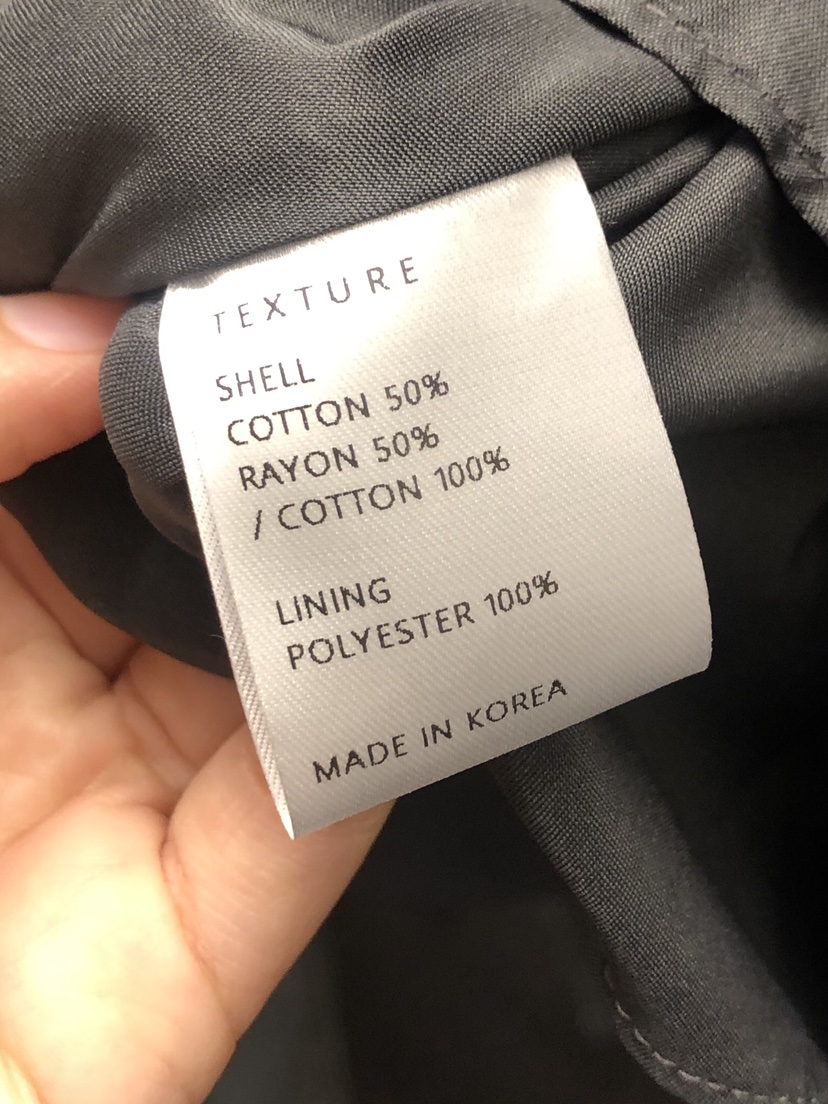 TEXTURE
SHELL
COTTON 50%
RAYON 50%
/ COTTON 100%
LINING
POLYESTER 100%
MADE IN KOREA